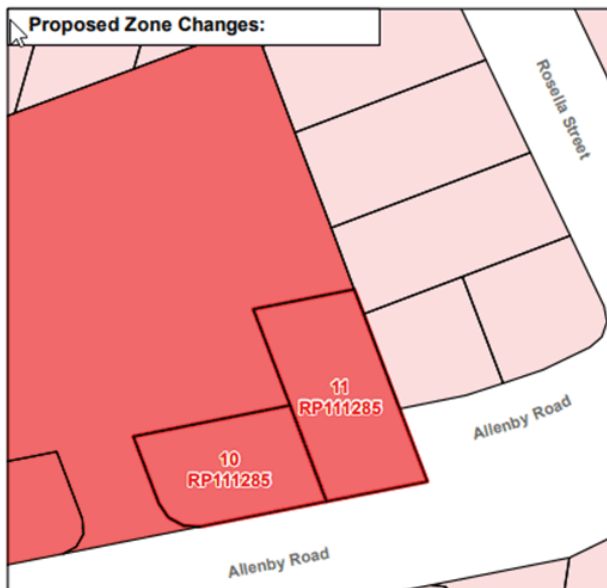 Proposed Zone Changes:
Rosella Street
11
RP111285
Allenby Road
10
RP111285
Allenby Road